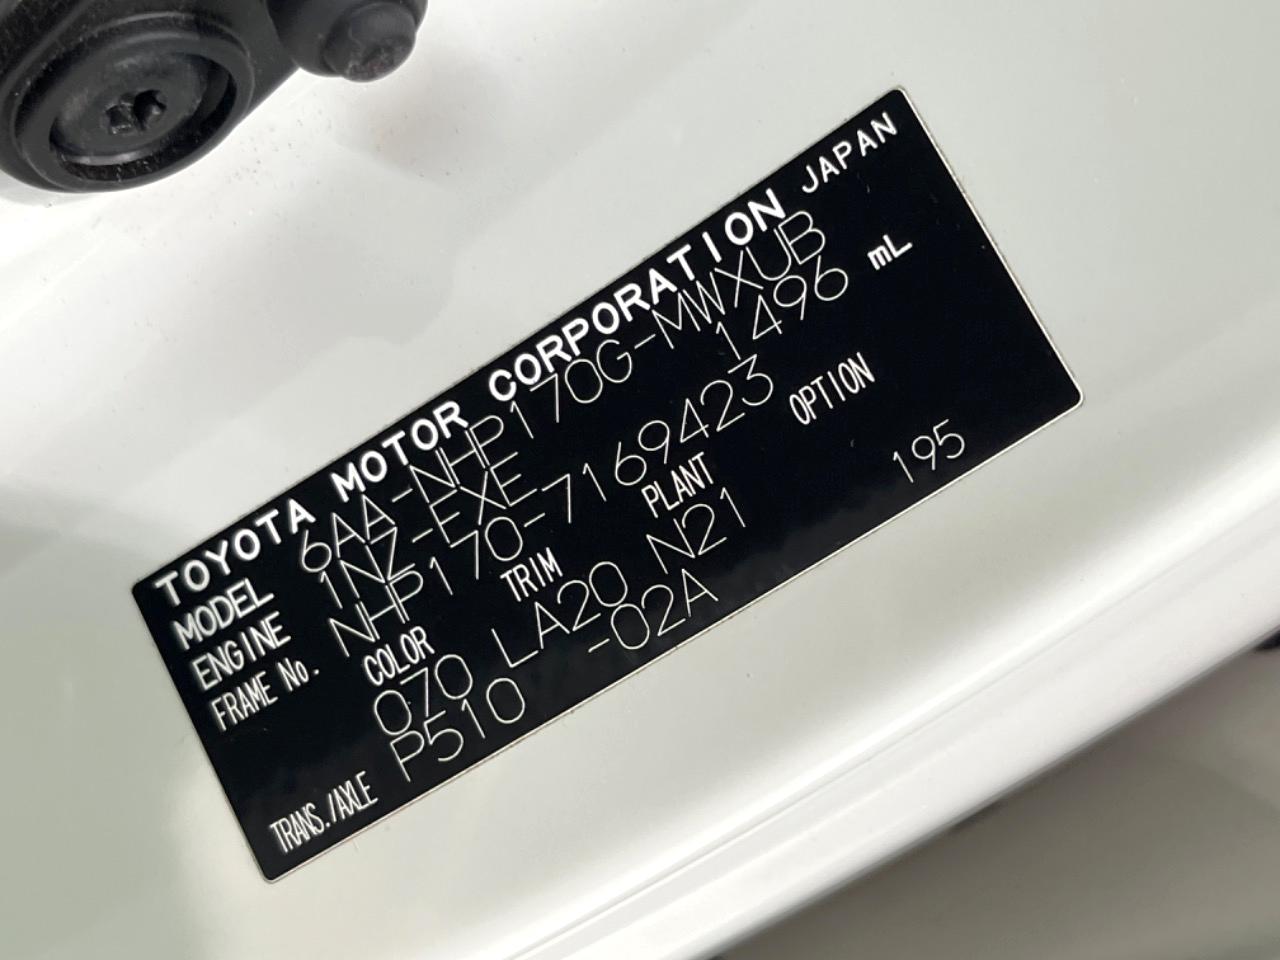 TOYOTA MOTOR CORPORATION JAPAN
MODEL 6AA-NHP170G-MWXUB
ENGINE 1NZ-EXE 1496 mL
FRAME No. NHP170-7169423
COLOR TRIM PLANT OPTION
070 LA20 N21 195
TRANS./AXLE P510 -02A